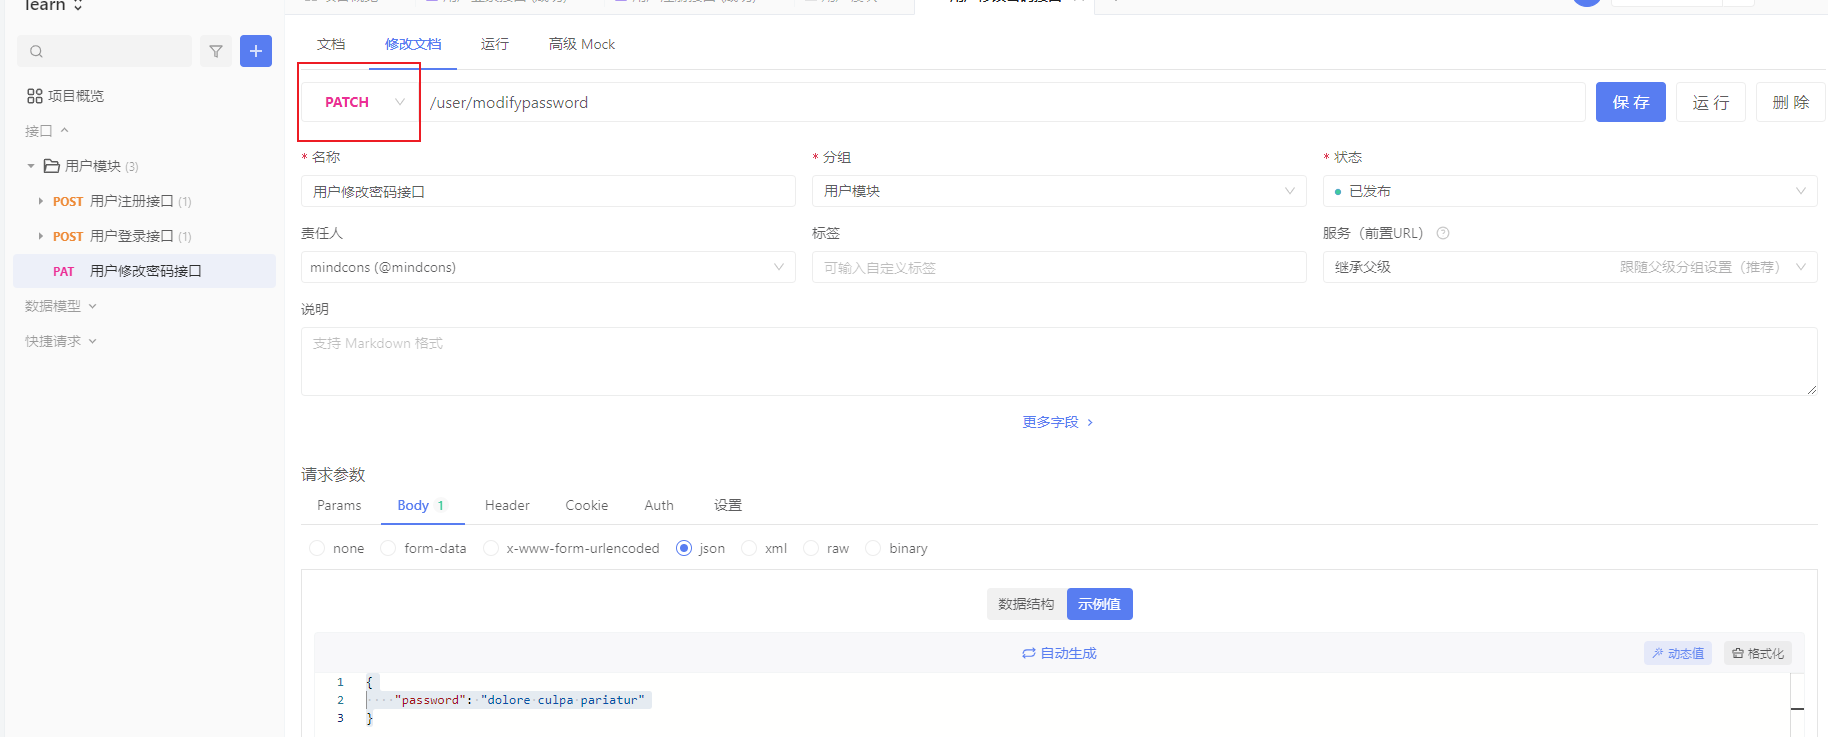 learn
文档 修改文档 运行 高级 Mock
PATCH /user/modifypassword 保 存 运 行 删 除
项目概览
接口
* 名称 * 分组 * 状态
用户模块 (3)
用户修改密码接口 用户模块 已发布
POST 用户注册接口 (1)
责任人 标签 服务（前置URL）
POST 用户登录接口 (1)
mindcons (@mindcons) 可输入自定义标签 继承父级 跟随父级分组设置（推荐）
PAT 用户修改密码接口
数据模型
说明
快捷请求
支持 Markdown 格式
更多字段
请求参数
Params Body 1 Header Cookie Auth 设置
none form-data x-www-form-urlencoded json xml raw binary
数据结构 示例值
自动生成 动态值 格式化
1 {
2 "password": "dolore culpa pariatur"
3 }